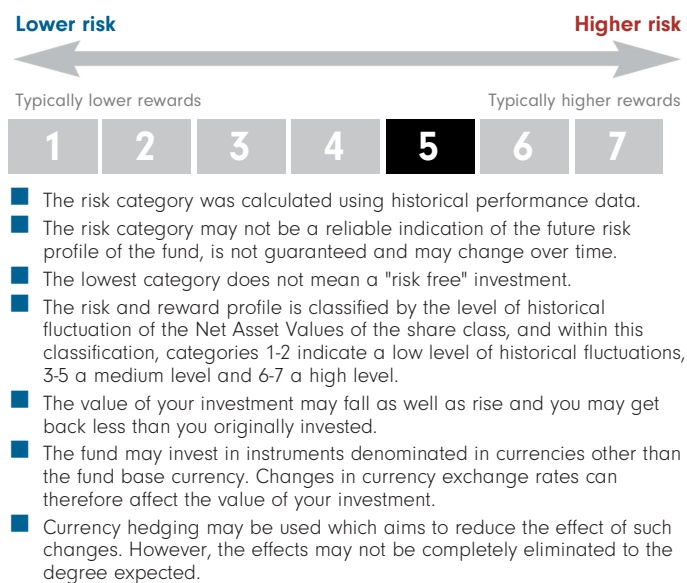 Lower risk Higher risk
Typically lower rewards Typically higher rewards
1 2 3 4 5 6 7
The risk category was calculated using historical performance data.
The risk category may not be a reliable indication of the future risk
profile of the fund, is not guaranteed and may change over time.
The lowest category does not mean a "risk free" investment.
The risk and reward profile is classified by the level of historical
fluctuation of the Net Asset Values of the share class, and within this
classification, categories 1-2 indicate a low level of historical fluctuations,
3-5 a medium level and 6-7 a high level.
The value of your investment may fall as well as rise and you may get
back less than you originally invested.
The fund may invest in instruments denominated in currencies other than
the fund base currency. Changes in currency exchange rates can
therefore affect the value of your investment.
Currency hedging may be used which aims to reduce the effect of such
changes. However, the effects may not be completely eliminated to the
degree expected.